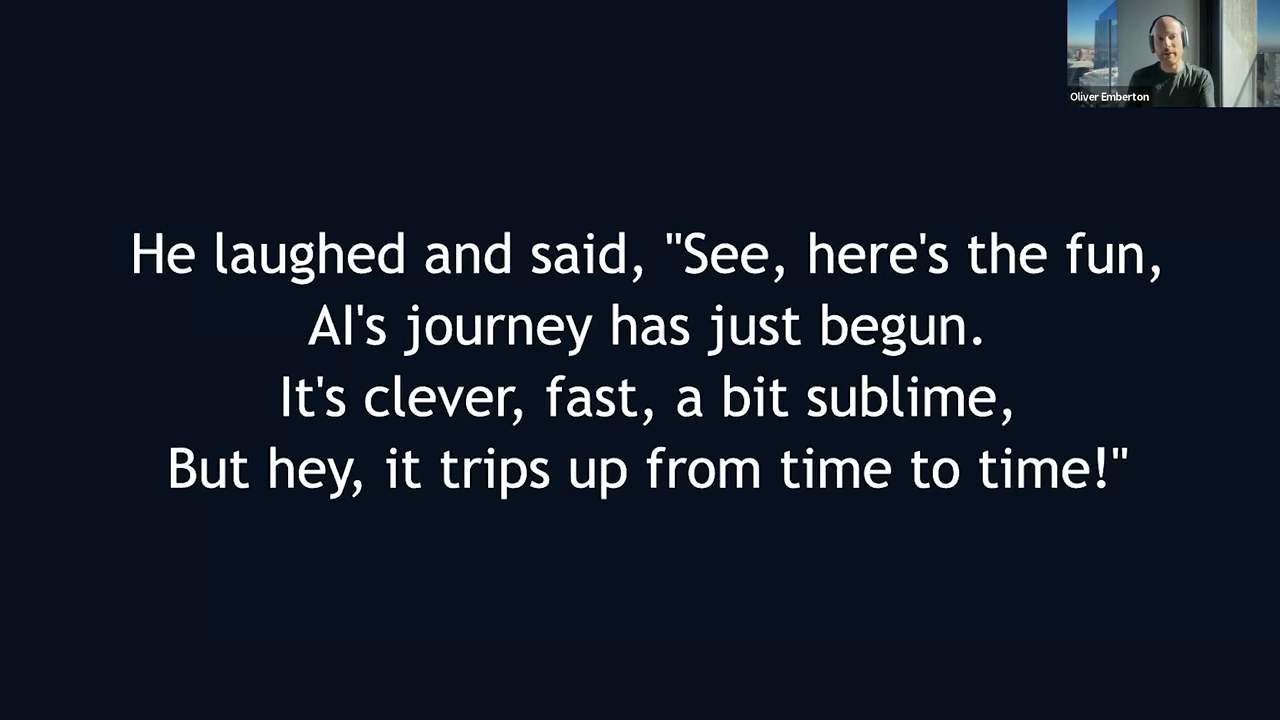 Oliver Emberton
He laughed and said, "See, here's the fun,
AI's journey has just begun.
It's clever, fast, a bit sublime,
But hey, it trips up from time to time!"